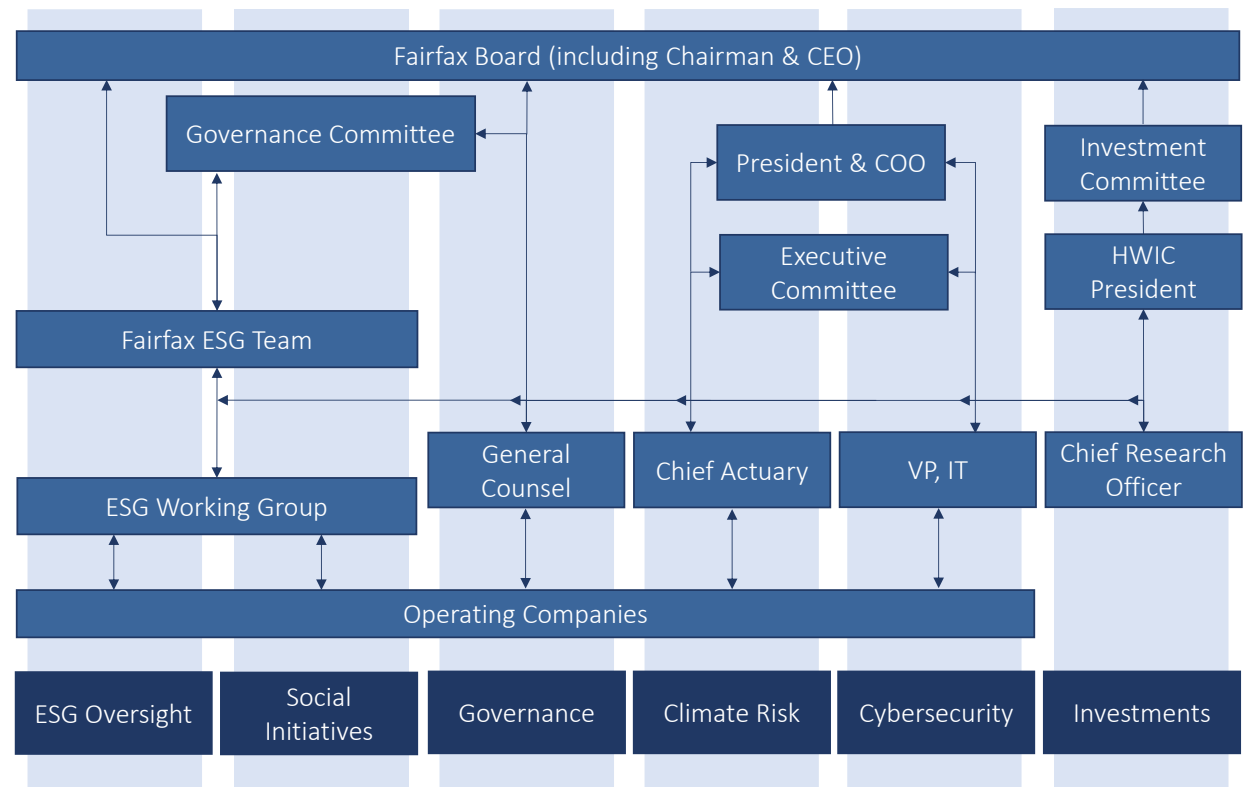 Fairfax Board (including Chairman & CEO)
Governance Committee
President & COO
Investment
Committee
Executive
Committee
HWIC
President
Fairfax ESG Team
General
Counsel
Chief Actuary
VP, IT
Chief Research
Officer
ESG Working Group
Operating Companies
ESG Oversight
Social
Initiatives
Governance
Climate Risk
Cybersecurity
Investments